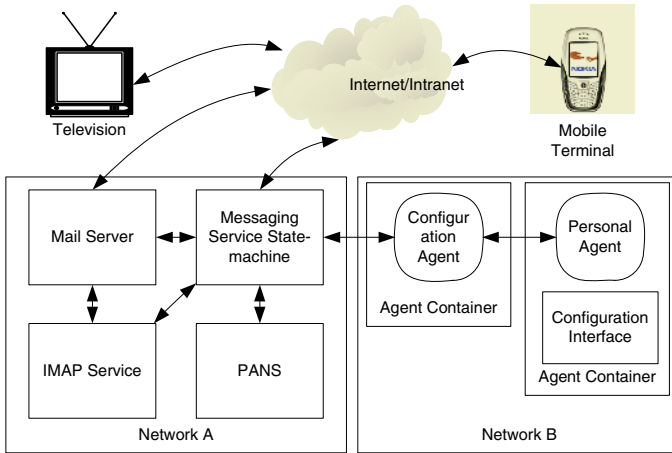 Internet/Intranet
NOKIA
Television
Mobile
Terminal
Mail Server
Messaging
Service State-
machine
Configur
ation
Agent
Personal
Agent
Agent Container
Configuration
Interface
IMAP Service
PANS
Agent Container
Network A
Network B